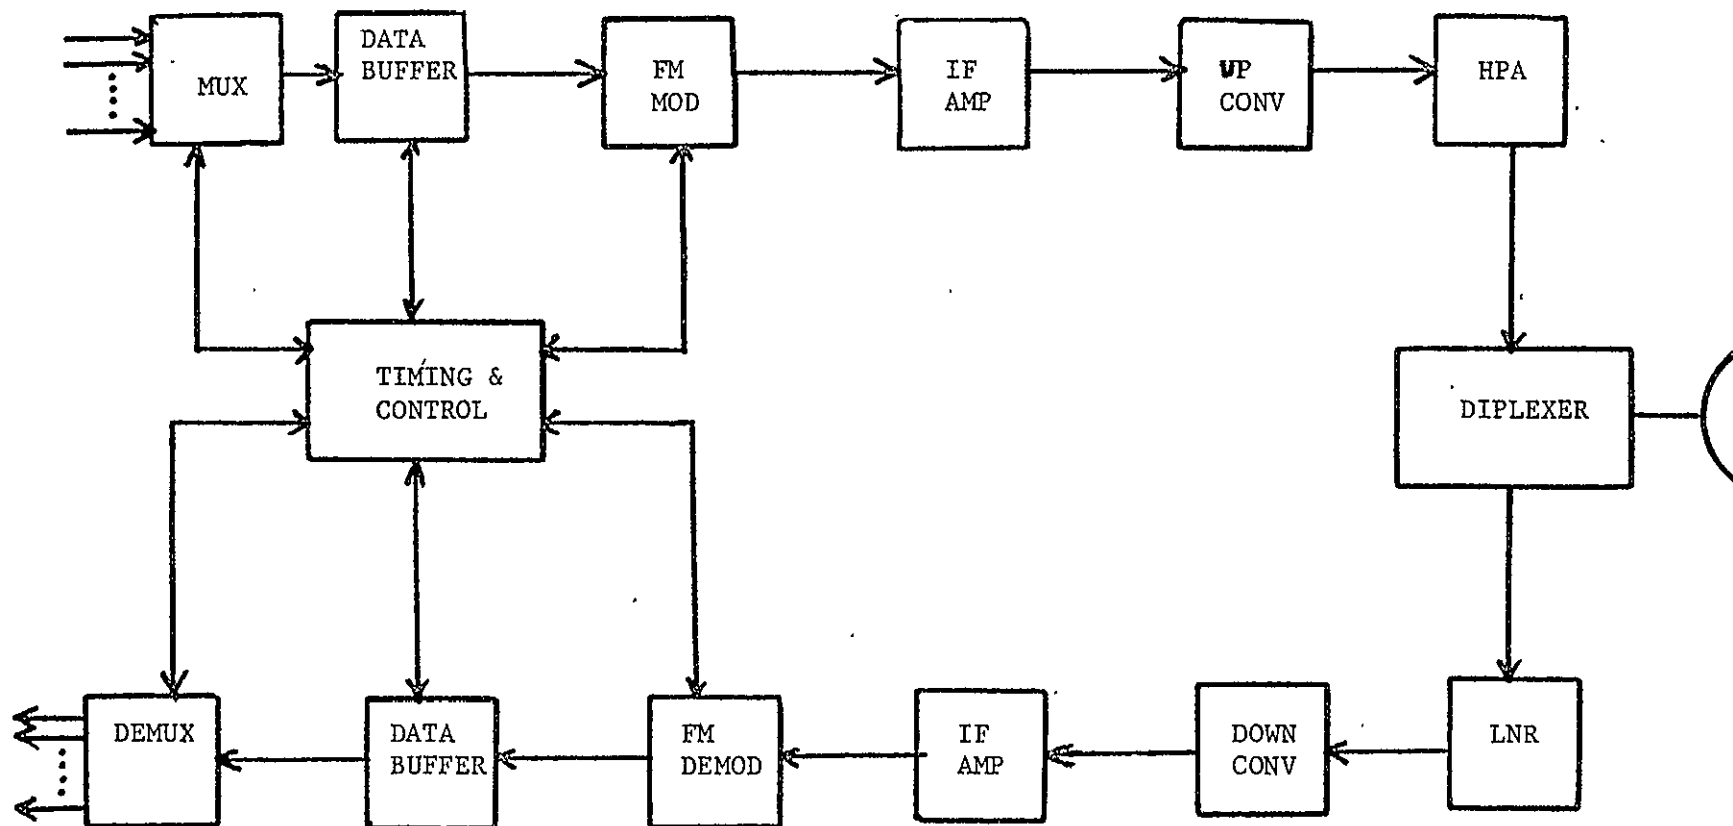 MUX
DATA
BUFFER
FM
MOD
IF
AMP
UP
CONV
HPA
TIMING &
CONTROL
DIPLEXER
DEMUX
DATA
BUFFER
FM
DEMOD
IF
AMP
DOWN
CONV
LNR